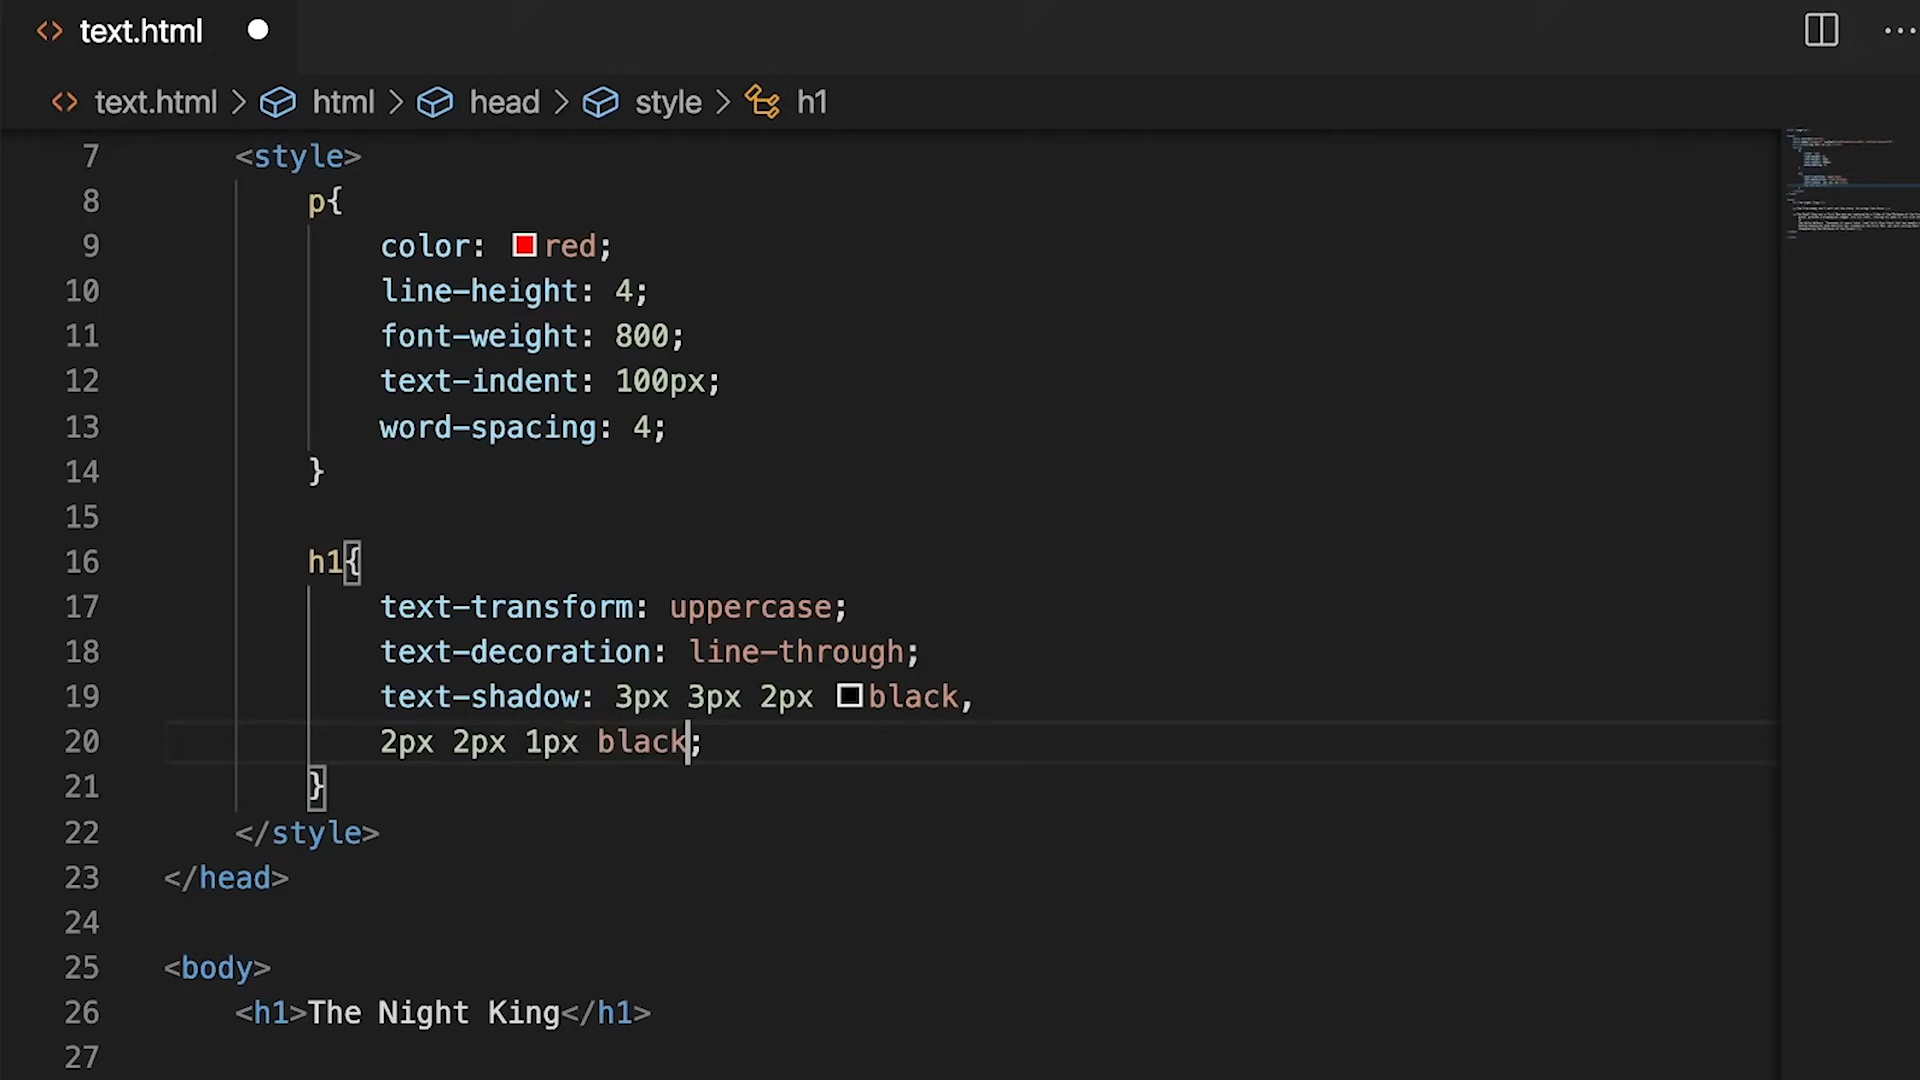 text.html
text.html > html > head > style > h1
7 <style>
8 p{
9 color: red;
10 line-height: 4;
11 font-weight: 800;
12 text-indent: 100px;
13 word-spacing: 4;
14 }
15
16 h1{
17 text-transform: uppercase;
18 text-decoration: line-through;
19 text-shadow: 3px 3px 2px black,
20 2px 2px 1px black;
21 }
22 </style>
23 </head>
24
25 <body>
26 <h1>The Night King</h1>
27